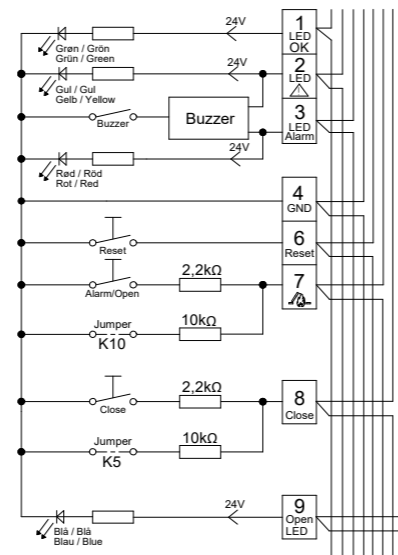 24V
1
LED
OK
Grøn / Grön
Grün / Green
24V
2
LED
Gul / Gul
Gelb / Yellow
Buzzer
Buzzer
3
LED
Alarm
24V
Rød / Röd
Rot / Red
4
GND
6
Reset
Reset
2,2kΩ
7
Alarm/Open
Jumper
10kΩ
K10
2,2kΩ
8
Close
Close
Jumper
10kΩ
K5
24V
9
Open
LED
Blå / Blå
Blau / Blue